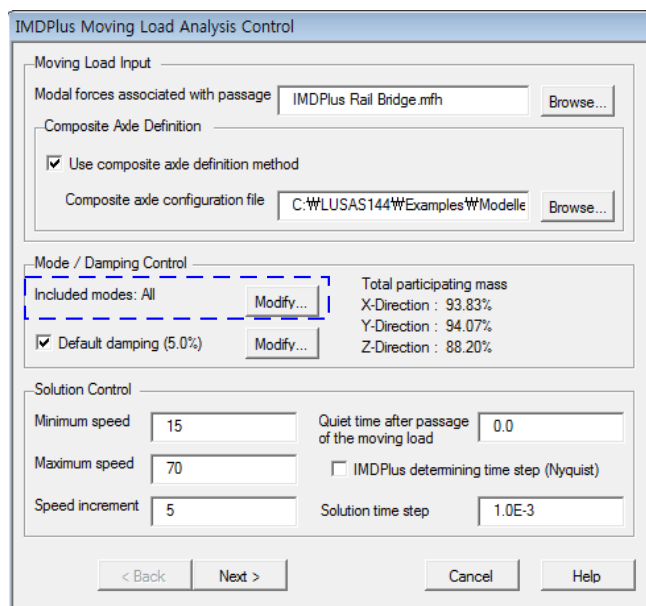 IMDPlus Moving Load Analysis Control
Moving Load Input
Modal forces associated with passage
IMDPlus Rail Bridge.mfh
Browse...
Composite Axle Definition
Use composite axle definition method
Composite axle configuration file
C:₩LUSAS144₩Examples₩Modelle
Browse...
Mode / Damping Control
Included modes: All
Modify...
Default damping (5.0%)
Modify...
Total participating mass
X-Direction : 93.83%
Y-Direction : 94.07%
Z-Direction : 88.20%
Solution Control
Minimum speed
15
Maximum speed
70
Speed increment
5
Quiet time after passage
of the moving load
0.0
IMDPlus determining time step (Nyquist)
Solution time step
1.0E-3
< Back
Next >
Cancel
Help